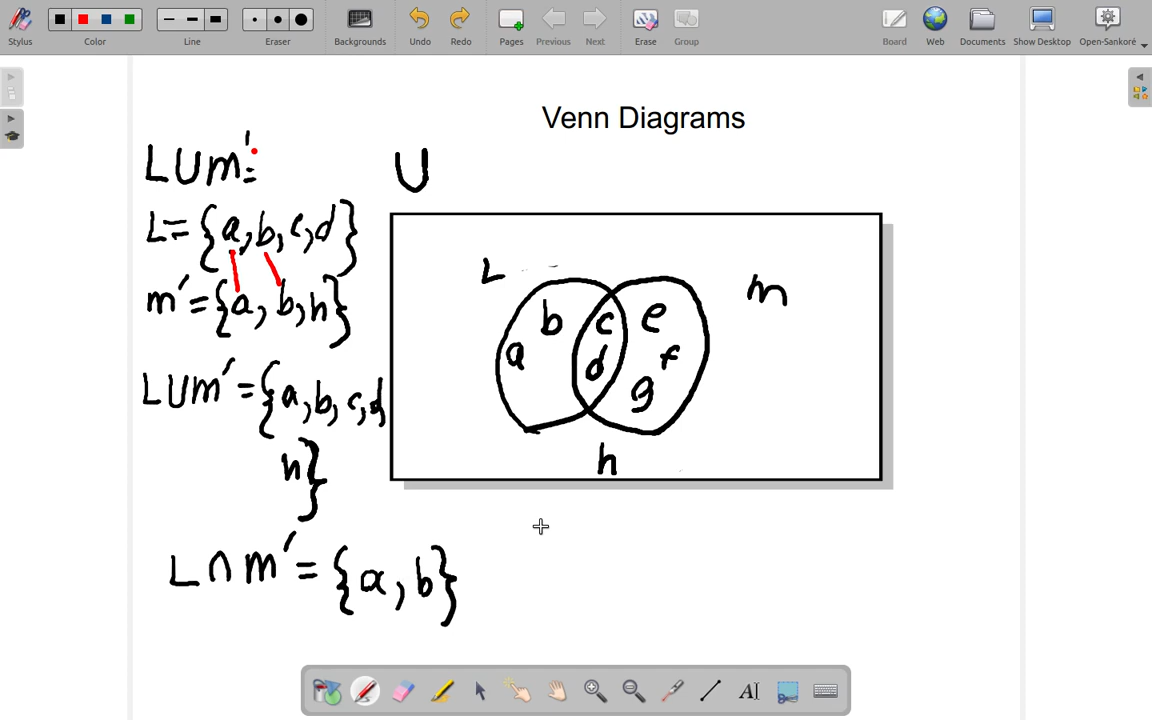 Stylus Color Line Eraser Backgrounds Undo Redo Pages Previous Next Erase Group Board Web Documents Show Desktop Open-Sankoré
Venn Diagrams
L∪m'=
L={a,b,c,d}
m'={a,b,h}
L∪m'={a,b,c,d
h}
L∩m'={a,b}
U
L
m
b c e
a d f
g
h
AI